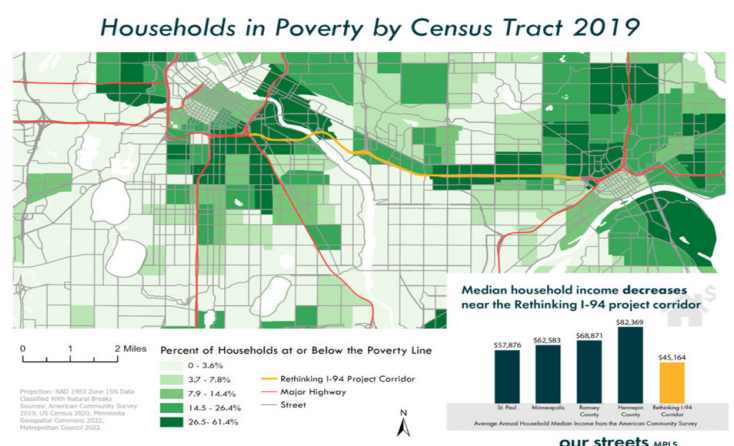 Households in Poverty by Census Tract 2019
Median household income decreases
near the Rethinking I-94 project corridor
$
$57,876
$62,583
$68,871
$82,369
$45,164
St. Paul
Minneapolis
Ramsey
County
Hennepin
County
Rethinking I-94
Corridor
Average Annual Household Median Income from the American Community Survey
0 1 2 Miles
Projection: NAD 1983 Zone 15N Data
Classified With Natural Breaks
Sources: American Community Survey
2019, US Census 2020, Minnesota
Geospatial Commons 2022,
Metropolitan Council 2022.
Percent of Households at or Below the Poverty Line
0 - 3.6%
3.7 - 7.8%
7.9 - 14.4%
14.5 - 26.4%
26.5- 61.4%
Rethinking I-94 Project Corridor
Major Highway
Street
N
our streets MPLS